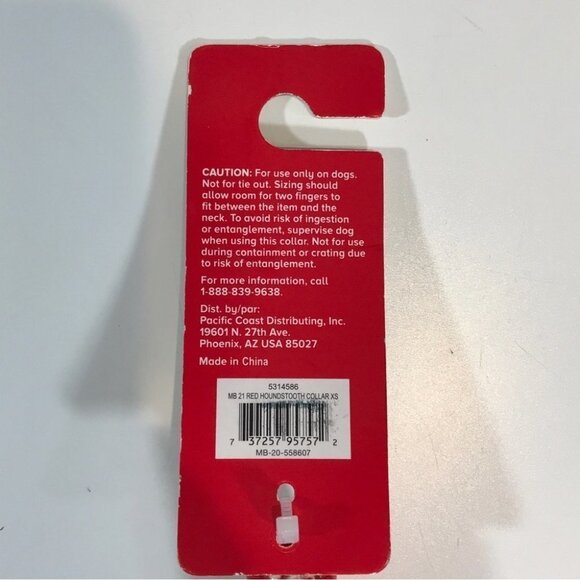 CAUTION: For use only on dogs.
Not for tie out. Sizing should
allow room for two fingers to
fit between the item and the
neck. To avoid risk of ingestion
or entanglement, supervise dog
when using this collar. Not for use
during containment or crating due
to risk of entanglement.
For more information, call
1-888-839-9638.
Dist. by/par:
Pacific Coast Distributing, Inc.
19601 N. 27th Ave.
Phoenix, AZ USA 85027
Made in China
5314586
MB 21 RED HOUNDSTOOTH COLLAR XS
7 37257 95757 2
MB-20-558607